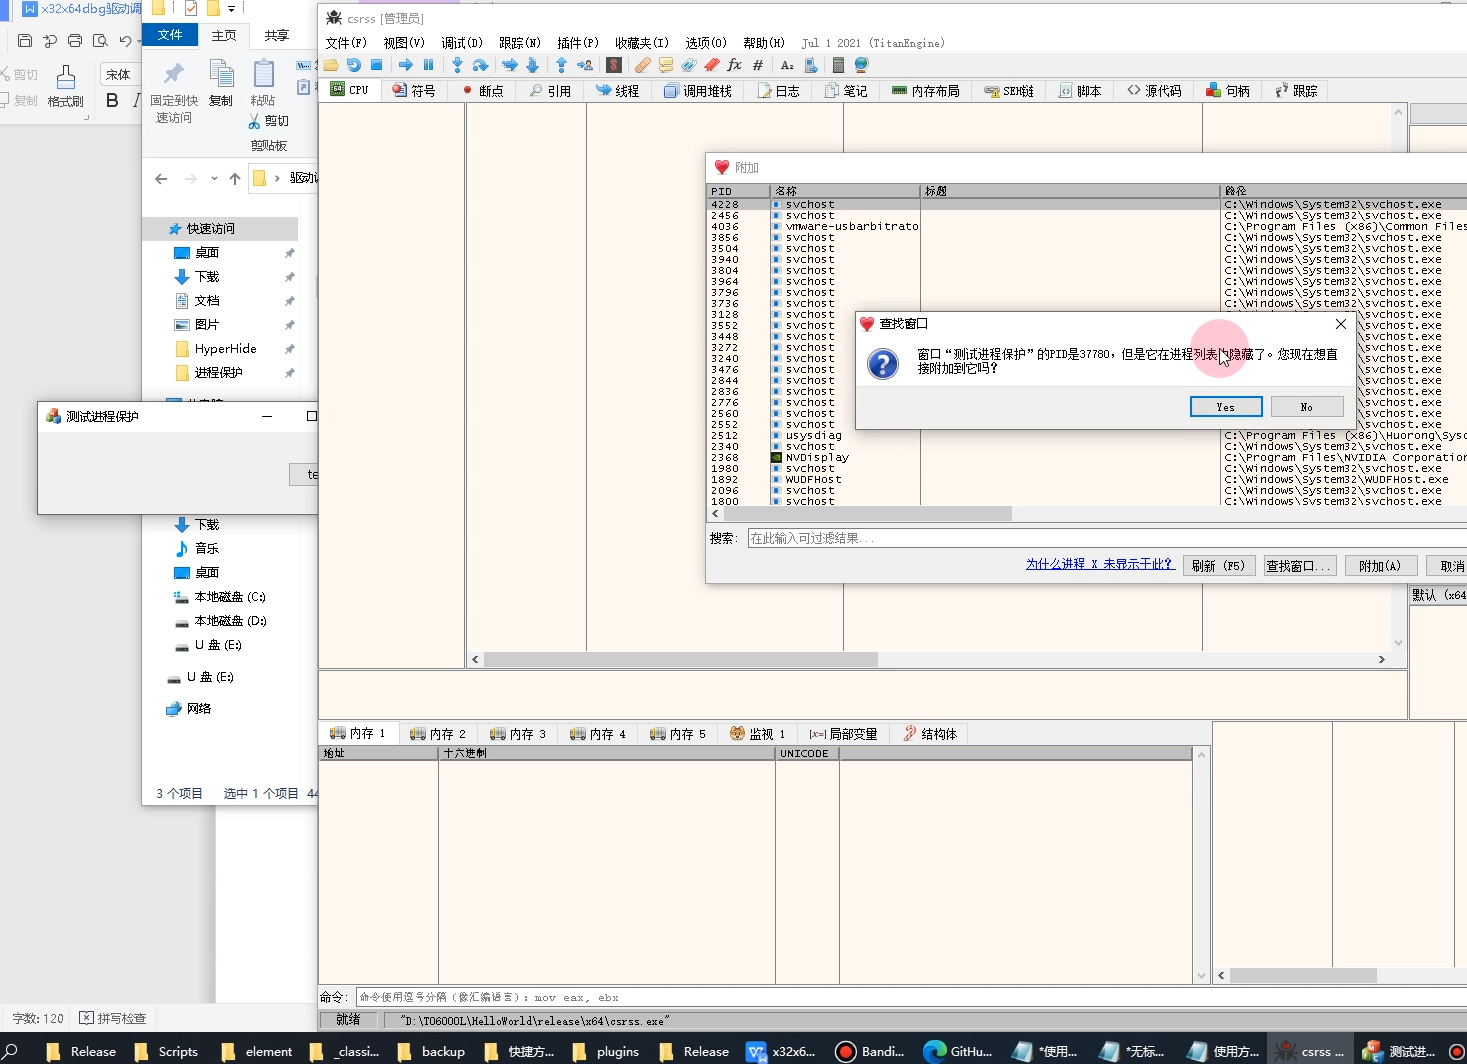 x32x64dbg驱动调
剪切
复制
格式刷
宋体
B
文件
主页
共享
固定到快
速访问
复制
粘贴
剪切
剪贴板
快速访问
桌面
下载
文档
图片
HyperHide
进程保护
测试进程保护
下载
音乐
桌面
本地磁盘 (C:)
本地磁盘 (D:)
U 盘 (E:)
U 盘 (E:)
网络
3 个项目 选中 1 个项目 44
字数: 120 拼写检查
csrss [管理员]
文件(F) 视图(V) 调试(D) 跟踪(N) 插件(P) 收藏夹(I) 选项(O) 帮助(H) Jul 1 2021 (TitanEngine)
CPU 符号 断点 引用 线程 调用堆栈 日志 笔记 内存布局 SEH链 脚本 源代码 句柄 跟踪
附加
PID 名称 标题 路径
4228 svchost C:\Windows\System32\svchost.exe
2456 svchost C:\Windows\System32\svchost.exe
4036 vmware-usbarbitrato C:\Program Files (x86)\Common Files
3856 svchost C:\Windows\System32\svchost.exe
3504 svchost C:\Windows\System32\svchost.exe
3940 svchost C:\Windows\System32\svchost.exe
3804 svchost C:\Windows\System32\svchost.exe
3964 svchost C:\Windows\System32\svchost.exe
3796 svchost C:\Windows\System32\svchost.exe
3736 svchost C:\Windows\System32\svchost.exe
3128 svchost
3552 svchost \svchost.exe
3448 svchost \svchost.exe
3272 svchost \svchost.exe
3240 svchost \svchost.exe
3476 svchost \svchost.exe
2844 svchost \svchost.exe
2836 svchost \svchost.exe
2776 svchost \svchost.exe
2560 svchost \svchost.exe
2552 svchost \svchost.exe
2512 usysdiag C:\Program Files (x86)\Huorong\Sysd
2340 svchost C:\Windows\System32\svchost.exe
2368 NVDisplay C:\Program Files\NVIDIA Corporation
1980 svchost C:\Windows\System32\svchost.exe
1892 WUDFHost C:\Windows\System32\WUDFHost.exe
2096 svchost C:\Windows\System32\svchost.exe
1800 svchost C:\Windows\System32\svchost.exe
查找窗口
窗口“测试进程保护”的PID是37780，但是它在进程列表中隐藏了。您现在想直
接附加到它吗？
Yes No
搜索: 在此输入可过滤结果...
为什么进程 X 未显示于此？ 刷新 (F5) 查找窗口... 附加(A) 取消
默认 (x64
内存 1 内存 2 内存 3 内存 4 内存 5 监视 1 [x=]局部变量 结构体
地址 十六进制 UNICODE
命令: 命令使用逗号分隔（像汇编语言）: mov eax, ebx
就绪 "D:\TO6000L\HelloWorld\release\x64\csrss.exe"
Release Scripts element _classi... backup 快捷方... plugins Release x32x6... Bandi... GitHu... *使用... *无标... 使用方... csrss ... 测试进...